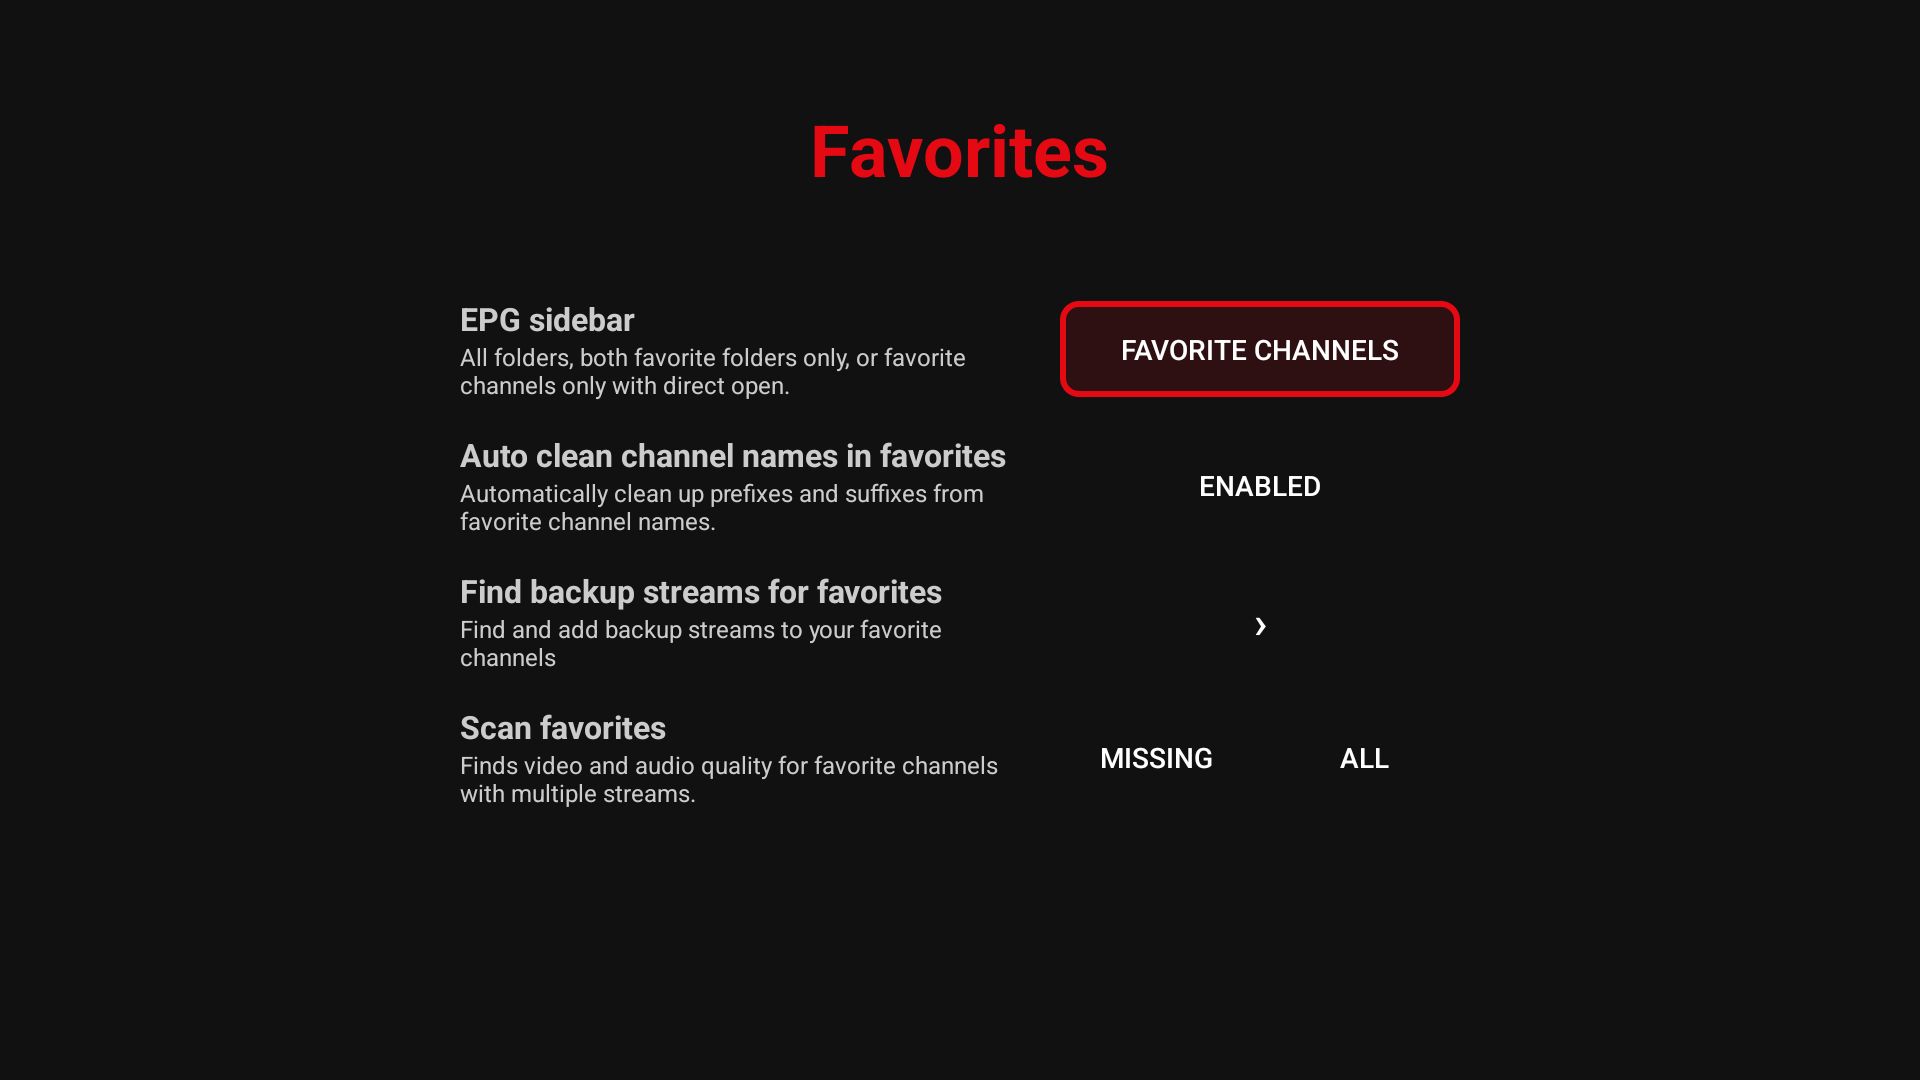 Favorites
EPG sidebar
All folders, both favorite folders only, or favorite
channels only with direct open.
FAVORITE CHANNELS
Auto clean channel names in favorites
Automatically clean up prefixes and suffixes from
favorite channel names.
ENABLED
Find backup streams for favorites
Find and add backup streams to your favorite
channels
❯
Scan favorites
Finds video and audio quality for favorite channels
with multiple streams.
MISSING ALL